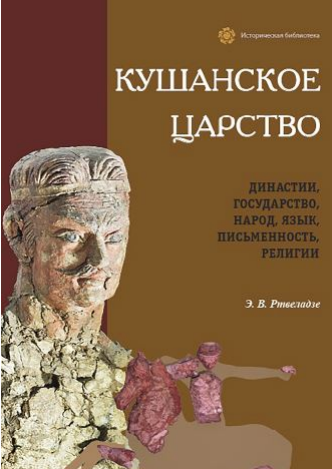 Историческая библиотека
КУШАНСКОЕ
ЦАРСТВО
ДИНАСТИИ,
ГОСУДАРСТВО,
НАРОД, ЯЗЫК,
ПИСЬМЕННОСТЬ,
РЕЛИГИИ
Э. В. Ртвеладзе